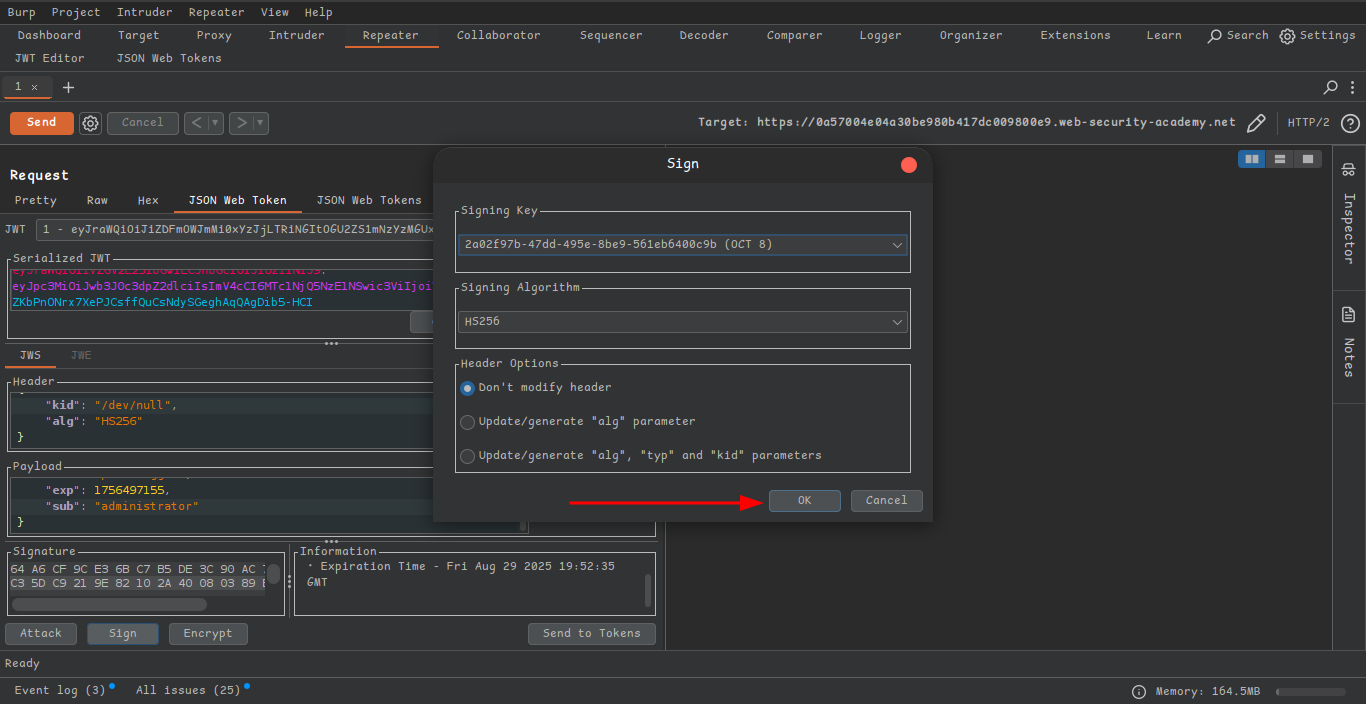 Burp Project Intruder Repeater View Help
Dashboard Target Proxy Intruder Repeater Collaborator Sequencer Decoder Comparer Logger Organizer Extensions Learn Search Settings
JWT Editor JSON Web Tokens
1 × +
Send Cancel < > Target: https://0a57004e04a30be980b417dc009800e9.web-security-academy.net HTTP/2
Request
Pretty Raw Hex JSON Web Token JSON Web Tokens
JWT 1 - eyJraWQiOiJiZDFmOWJmMi0xYzJjLTRiNGItOGU2ZS1mNzYzMGUx
Serialized JWT
eyJpc3MiOiJwb3J0c3dpZ2dlciIsImV4cCI6MTc1NjQ5NzE1NSwic3ViIjoi
ZKbPnONrx7XePJCsffQuCsNdySGeghAqQAgDib5-HCI
JWS JWE
Header
"kid": "/dev/null",
"alg": "HS256"
}
Payload
"exp": 1756497155,
"sub": "administrator"
}
Signature
64 A6 CF 9C E3 6B C7 B5 DE 3C 90 AC
C3 5D C9 21 9E 82 10 2A 40 08 03 89
Information
· Expiration Time - Fri Aug 29 2025 19:52:35
GMT
Attack Sign Encrypt Send to Tokens
Sign
Signing Key
2a02f97b-47dd-495e-8be9-561eb6400c9b (OCT 8)
Signing Algorithm
HS256
Header Options
Don't modify header
Update/generate "alg" parameter
Update/generate "alg", "typ" and "kid" parameters
OK Cancel
Inspector
Notes
Ready
Event log (3) All issues (25) Memory: 164.5MB